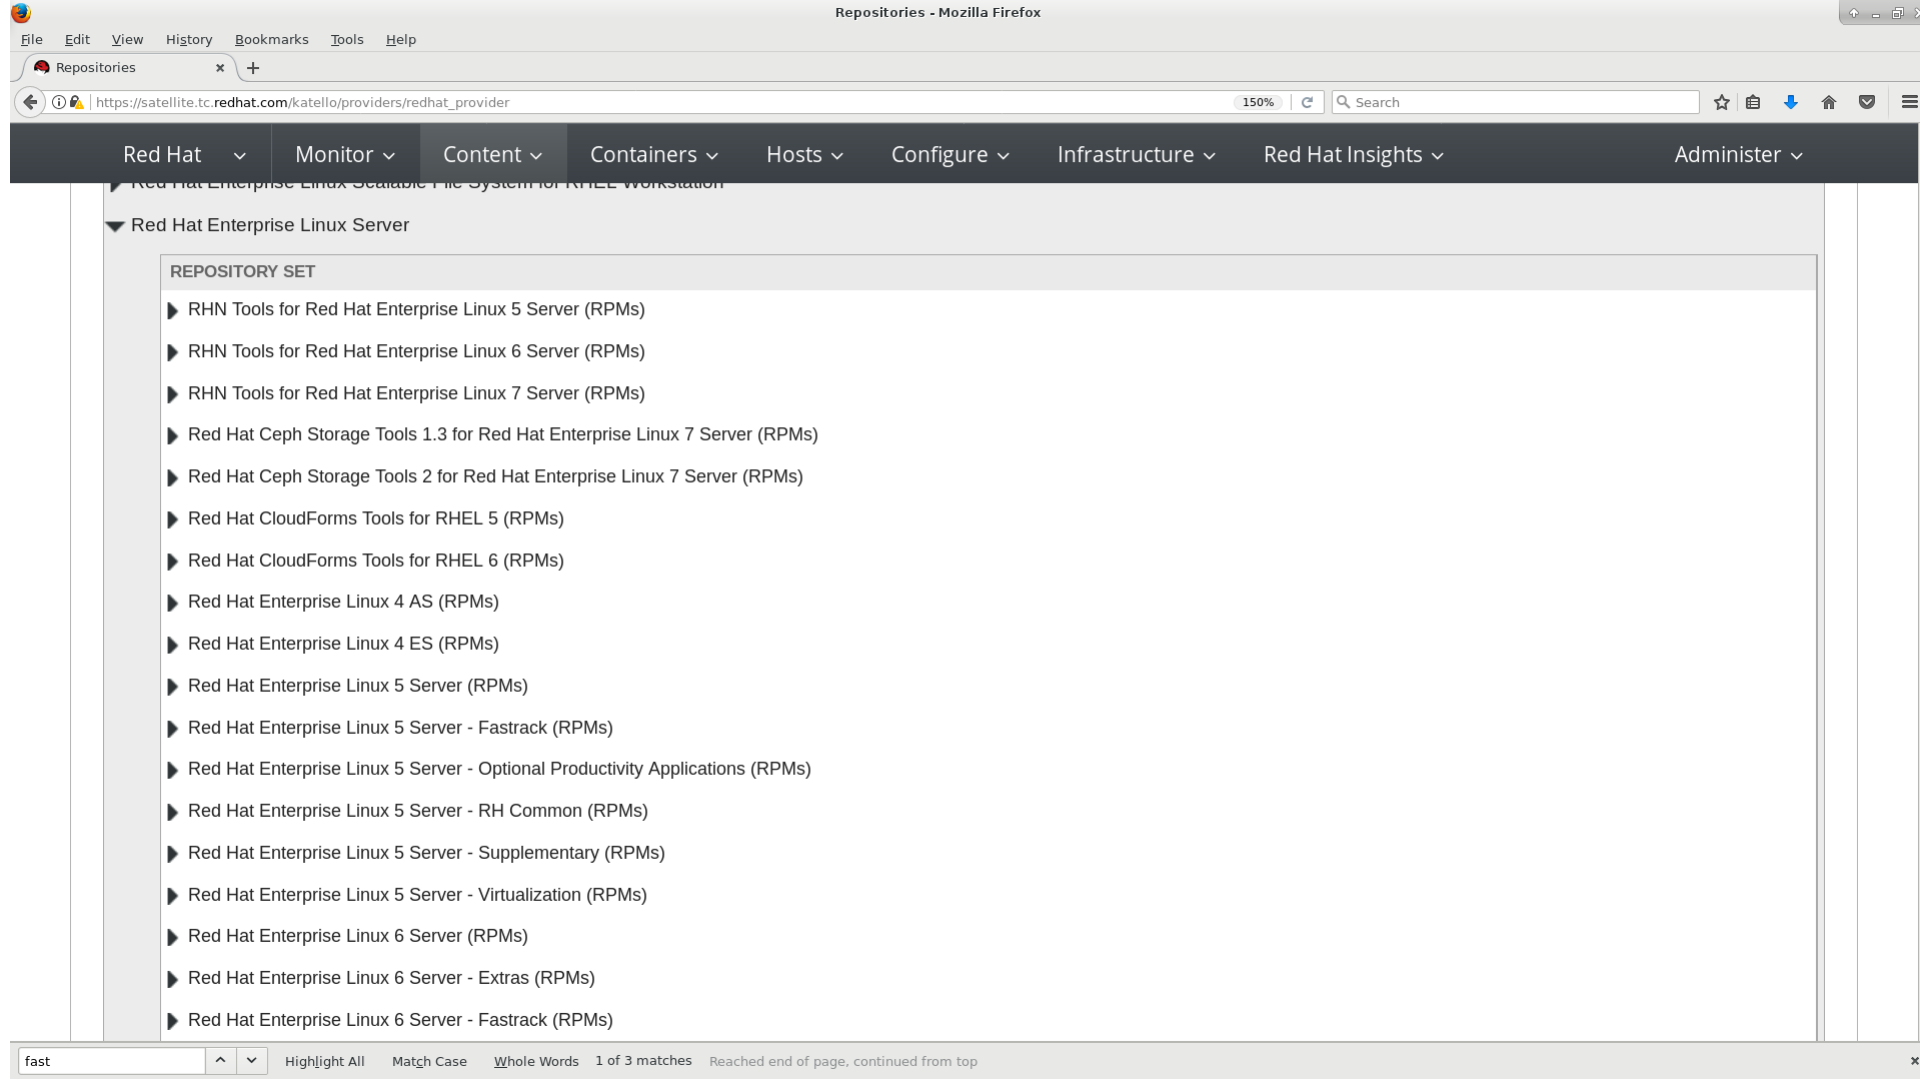 Repositories - Mozilla Firefox
File Edit View History Bookmarks Tools Help
Repositories
https://satellite.tc.redhat.com/katello/providers/redhat_provider 150% Search
Red Hat Monitor Content Containers Hosts Configure Infrastructure Red Hat Insights Administer
Red Hat Enterprise Linux Scalable File System for RHEL Workstation
Red Hat Enterprise Linux Server
REPOSITORY SET
RHN Tools for Red Hat Enterprise Linux 5 Server (RPMs)
RHN Tools for Red Hat Enterprise Linux 6 Server (RPMs)
RHN Tools for Red Hat Enterprise Linux 7 Server (RPMs)
Red Hat Ceph Storage Tools 1.3 for Red Hat Enterprise Linux 7 Server (RPMs)
Red Hat Ceph Storage Tools 2 for Red Hat Enterprise Linux 7 Server (RPMs)
Red Hat CloudForms Tools for RHEL 5 (RPMs)
Red Hat CloudForms Tools for RHEL 6 (RPMs)
Red Hat Enterprise Linux 4 AS (RPMs)
Red Hat Enterprise Linux 4 ES (RPMs)
Red Hat Enterprise Linux 5 Server (RPMs)
Red Hat Enterprise Linux 5 Server - Fastrack (RPMs)
Red Hat Enterprise Linux 5 Server - Optional Productivity Applications (RPMs)
Red Hat Enterprise Linux 5 Server - RH Common (RPMs)
Red Hat Enterprise Linux 5 Server - Supplementary (RPMs)
Red Hat Enterprise Linux 5 Server - Virtualization (RPMs)
Red Hat Enterprise Linux 6 Server (RPMs)
Red Hat Enterprise Linux 6 Server - Extras (RPMs)
Red Hat Enterprise Linux 6 Server - Fastrack (RPMs)
fast Highlight All Match Case Whole Words 1 of 3 matches Reached end of page, continued from top